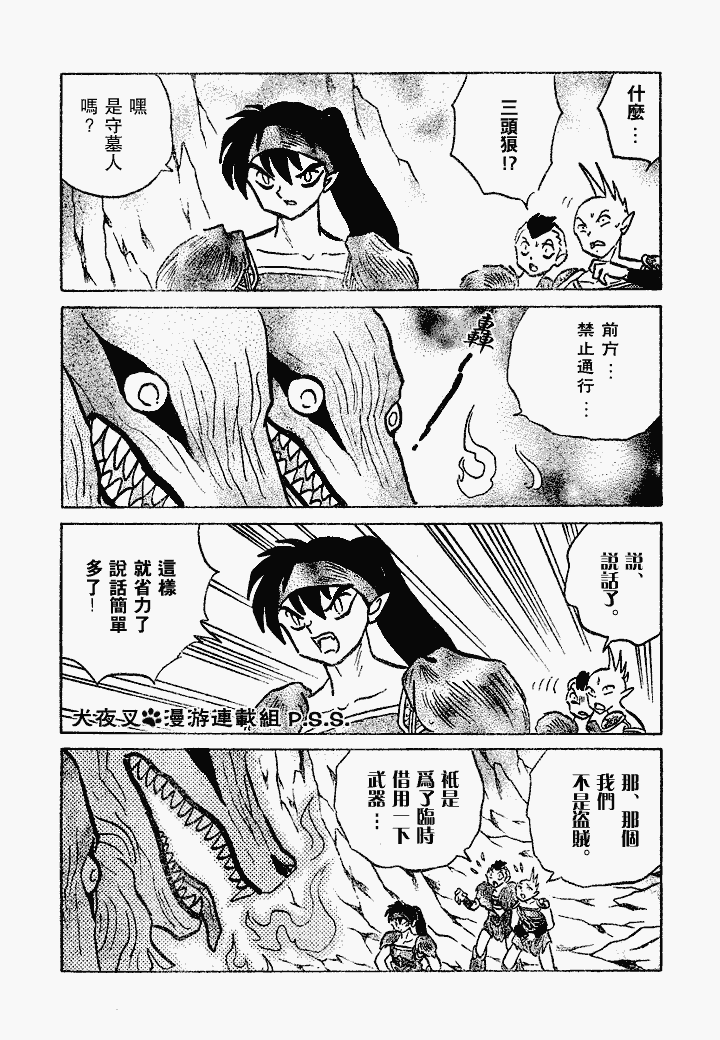 什麼…
三頭狼!?
嘿
是守墓人
嗎？
前方…
禁止通行…
轟
說、
說話了。
這樣
就省力了
說話簡單
多了！
犬夜叉漫游連載組 P.S.S.
那、那個
我們
不是盜賊。
衹是
爲了臨時
借用一下
武器…